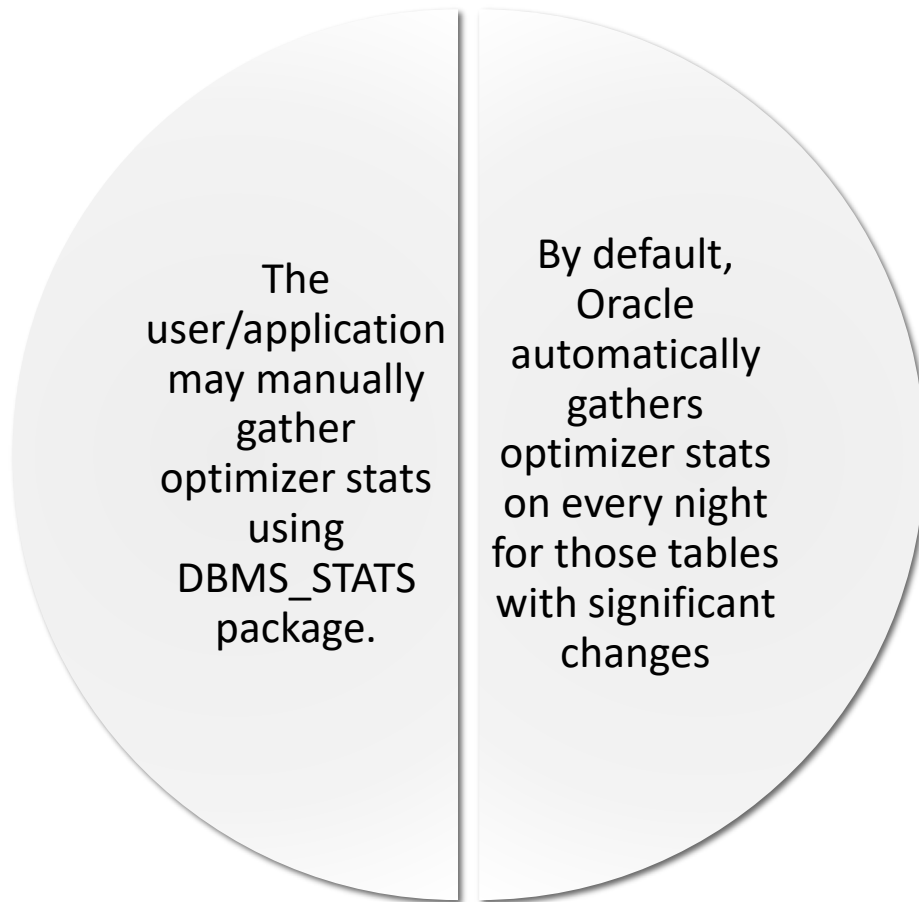 The
user/application
may manually
gather
optimizer stats
using
DBMS_STATS
package.
By default,
Oracle
automatically
gathers
optimizer stats
on every night
for those tables
with significant
changes